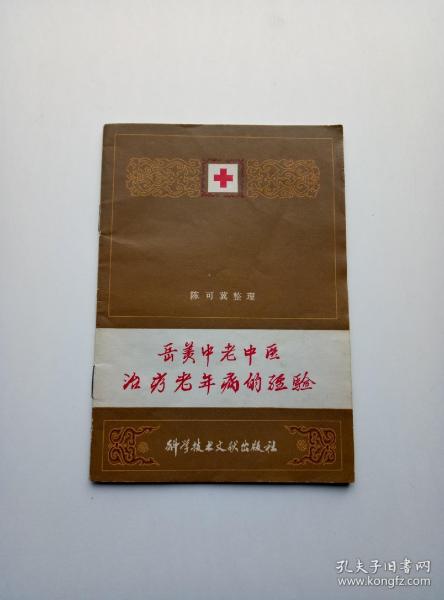 陈可冀整理
岳美中老中医
治疗老年病的经验
科学技术文献出版社
孔夫子旧书网
www.kongfz.com